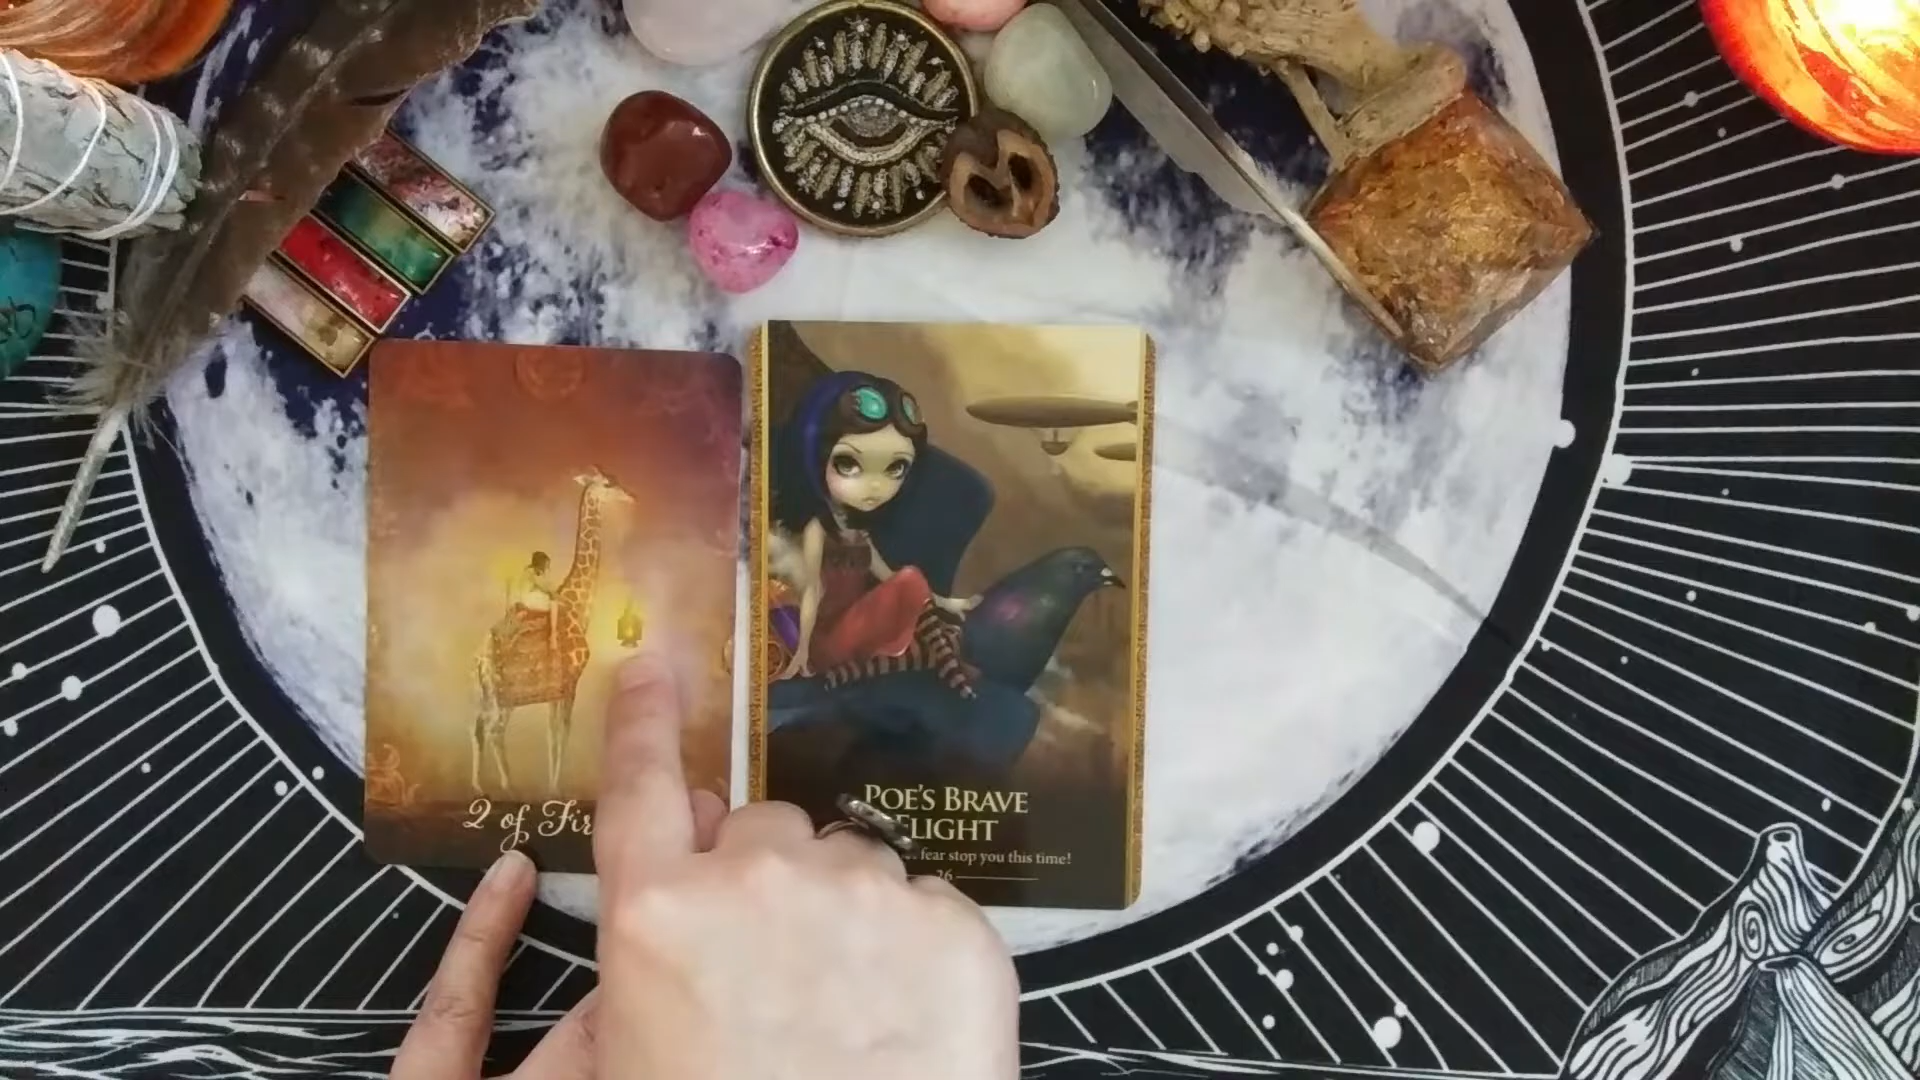 2 of Fir
POE'S BRAVE
FLIGHT
fear stop you this time!
26